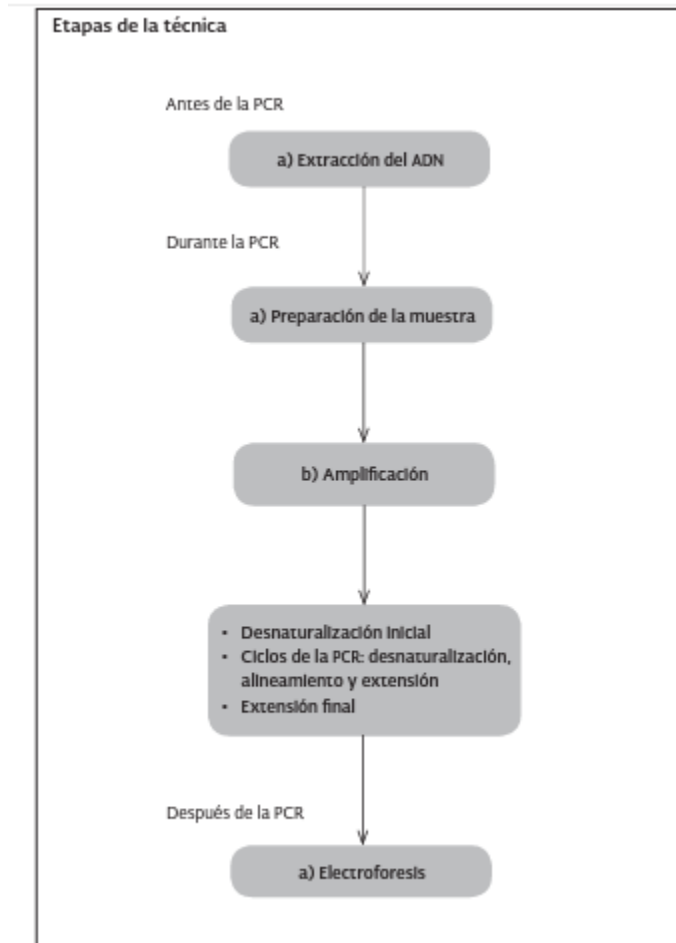 Etapas de la técnica
Antes de la PCR
a) Extracción del ADN
Durante la PCR
a) Preparación de la muestra
b) Amplificación
• Desnaturalización inicial
• Ciclos de la PCR: desnaturalización,
alineamiento y extensión
• Extensión final
Después de la PCR
a) Electroforesis